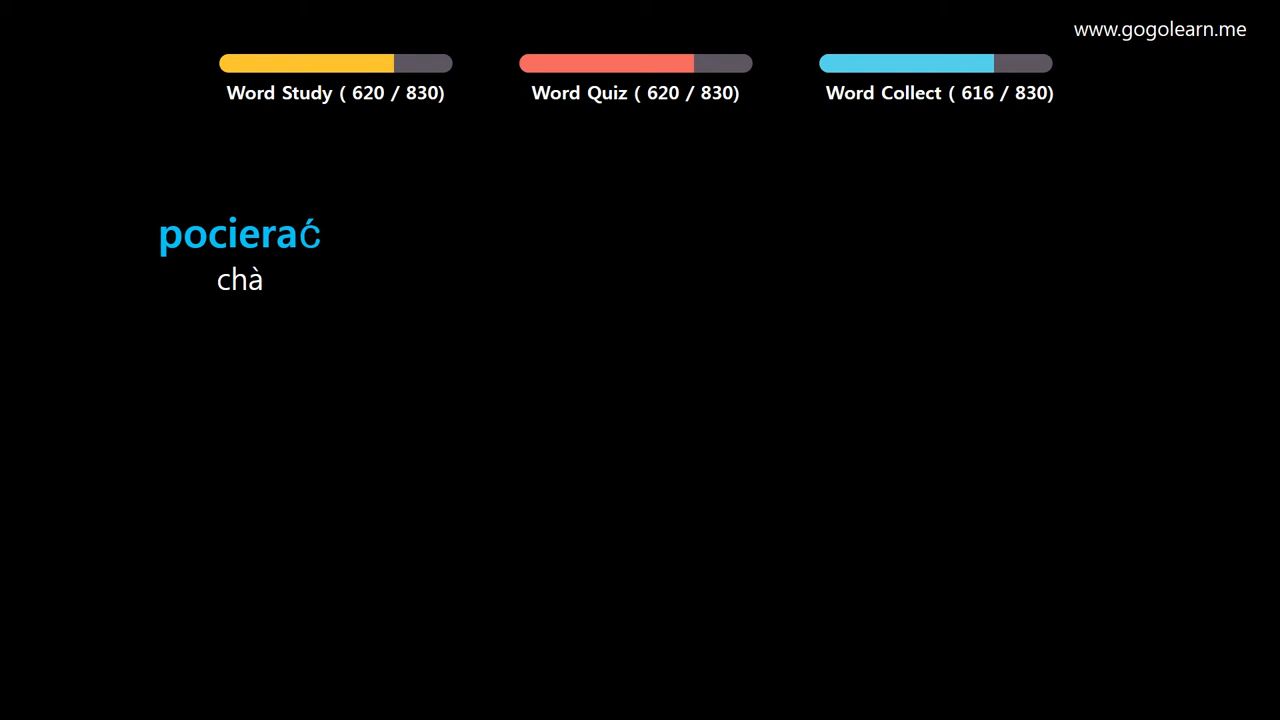 www.gogolearn.me
Word Study ( 620 / 830)
Word Quiz ( 620 / 830)
Word Collect ( 616 / 830)
pocierać
chà